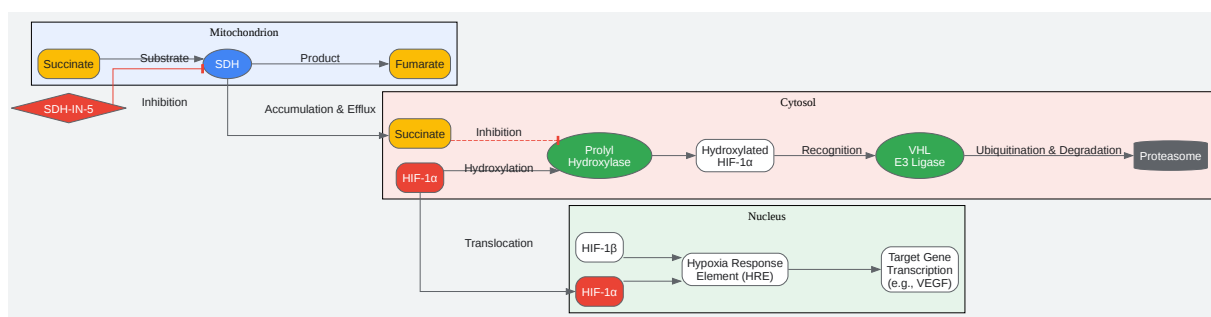 Mitochondrion
Succinate
Substrate
SDH
Product
Fumarate
SDH-IN-5
Inhibition
Accumulation & Efflux
Cytosol
Succinate
Inhibition
Prolyl
Hydroxylase
Hydroxylated
HIF-1α
Recognition
VHL
E3 Ligase
Ubiquitination & Degradation
Proteasome
HIF-1α
Hydroxylation
Translocation
Nucleus
HIF-1β
HIF-1α
Hypoxia Response
Element (HRE)
Target Gene
Transcription
(e.g., VEGF)